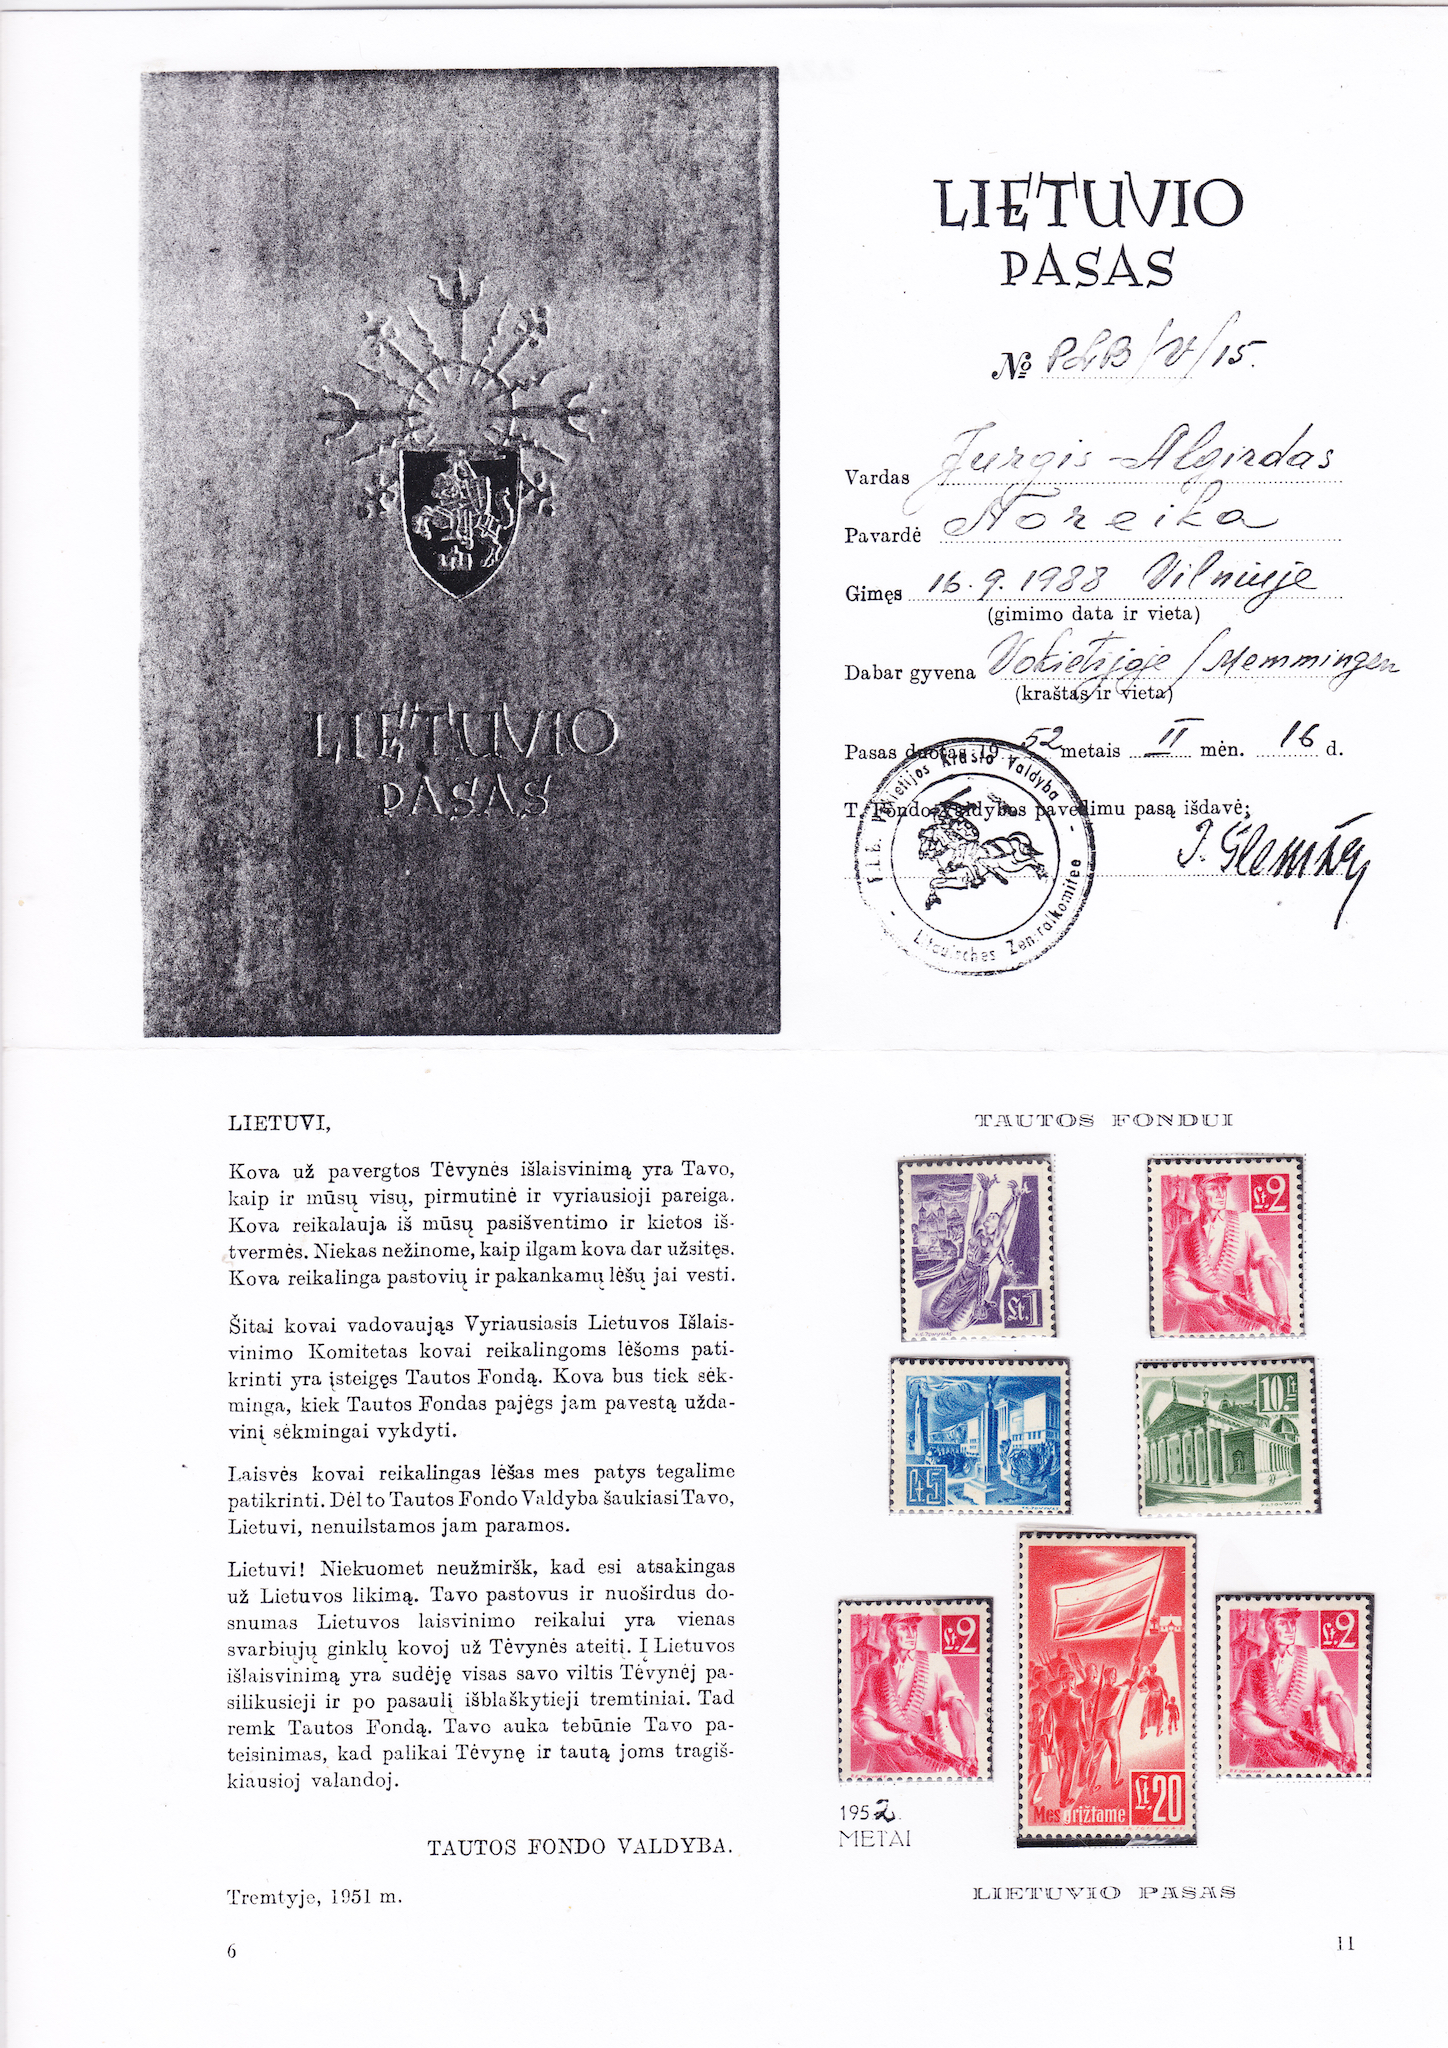 LIETUVIO
PASAS
LIETUVIO
PASAS
№ PLB/V/15.
Vardas Jurgis-Algirdas
Pavardė Noreika
Gimęs 16.9.1988 Vilniuje
(gimimo data ir vieta)
Dabar gyvena Vokietijoje/Memmingen
(kraštas ir vieta)
Pasas duotas 1952 metais II mėn. 16 d.
T. Fondo Valdybos pavedimu pasą išdavė;
Vokietijos Krašto Valdyba
Litauisches Zentralkomitee
LIETUVI,
Kova už pavergtos Tėvynės išlaisvinimą yra Tavo,
kaip ir mūsų visų, pirmutinė ir vyriausioji pareiga.
Kova reikalauja iš mūsų pasišventimo ir kietos iš-
tvermės. Niekas nežinome, kaip ilgam kova dar užsitęs.
Kova reikalinga pastovių ir pakankamų lėšų jai vesti.
Šitai kovai vadovaująs Vyriausiasis Lietuvos Išlais-
vinimo Komitetas kovai reikalingoms lėšoms pati-
krinti yra įsteigęs Tautos Fondą. Kova bus tiek sėk-
minga, kiek Tautos Fondas pajėgs jam pavestą užda-
vinį sėkmingai vykdyti.
Laisvės kovai reikalingas lėšas mes patys tegalime
patikrinti. Dėl to Tautos Fondo Valdyba šaukiasi Tavo,
Lietuvi, nenuilstamos jam paramos.
Lietuvi! Niekuomet neužmiršk, kad esi atsakingas
už Lietuvos likimą. Tavo pastovus ir nuoširdus do-
snumas Lietuvos laisvinimo reikalui yra vienas
svarbiųjų ginklų kovoj už Tėvynės ateitį. Į Lietuvos
išlaisvinimą yra sudėję visas savo viltis Tėvynėj pa-
silikusieji ir po pasaulį išblaškytieji tremtiniai. Tad
remk Tautos Fondą. Tavo auka tebūnie Tavo pa-
teisinimas, kad palikai Tėvynę ir tautą joms tragiš-
kiausioj valandoj.
TAUTOS FONDO VALDYBA.
Tremtyje, 1951 m.
6
TAUTOS FONDUI
Lt.1
Lt.2
Lt.5
10 Lt
Lt.2
Mes grįžtame
Lt.20
Lt.2
1952.
METAI
LIETUVIO PASAS
11